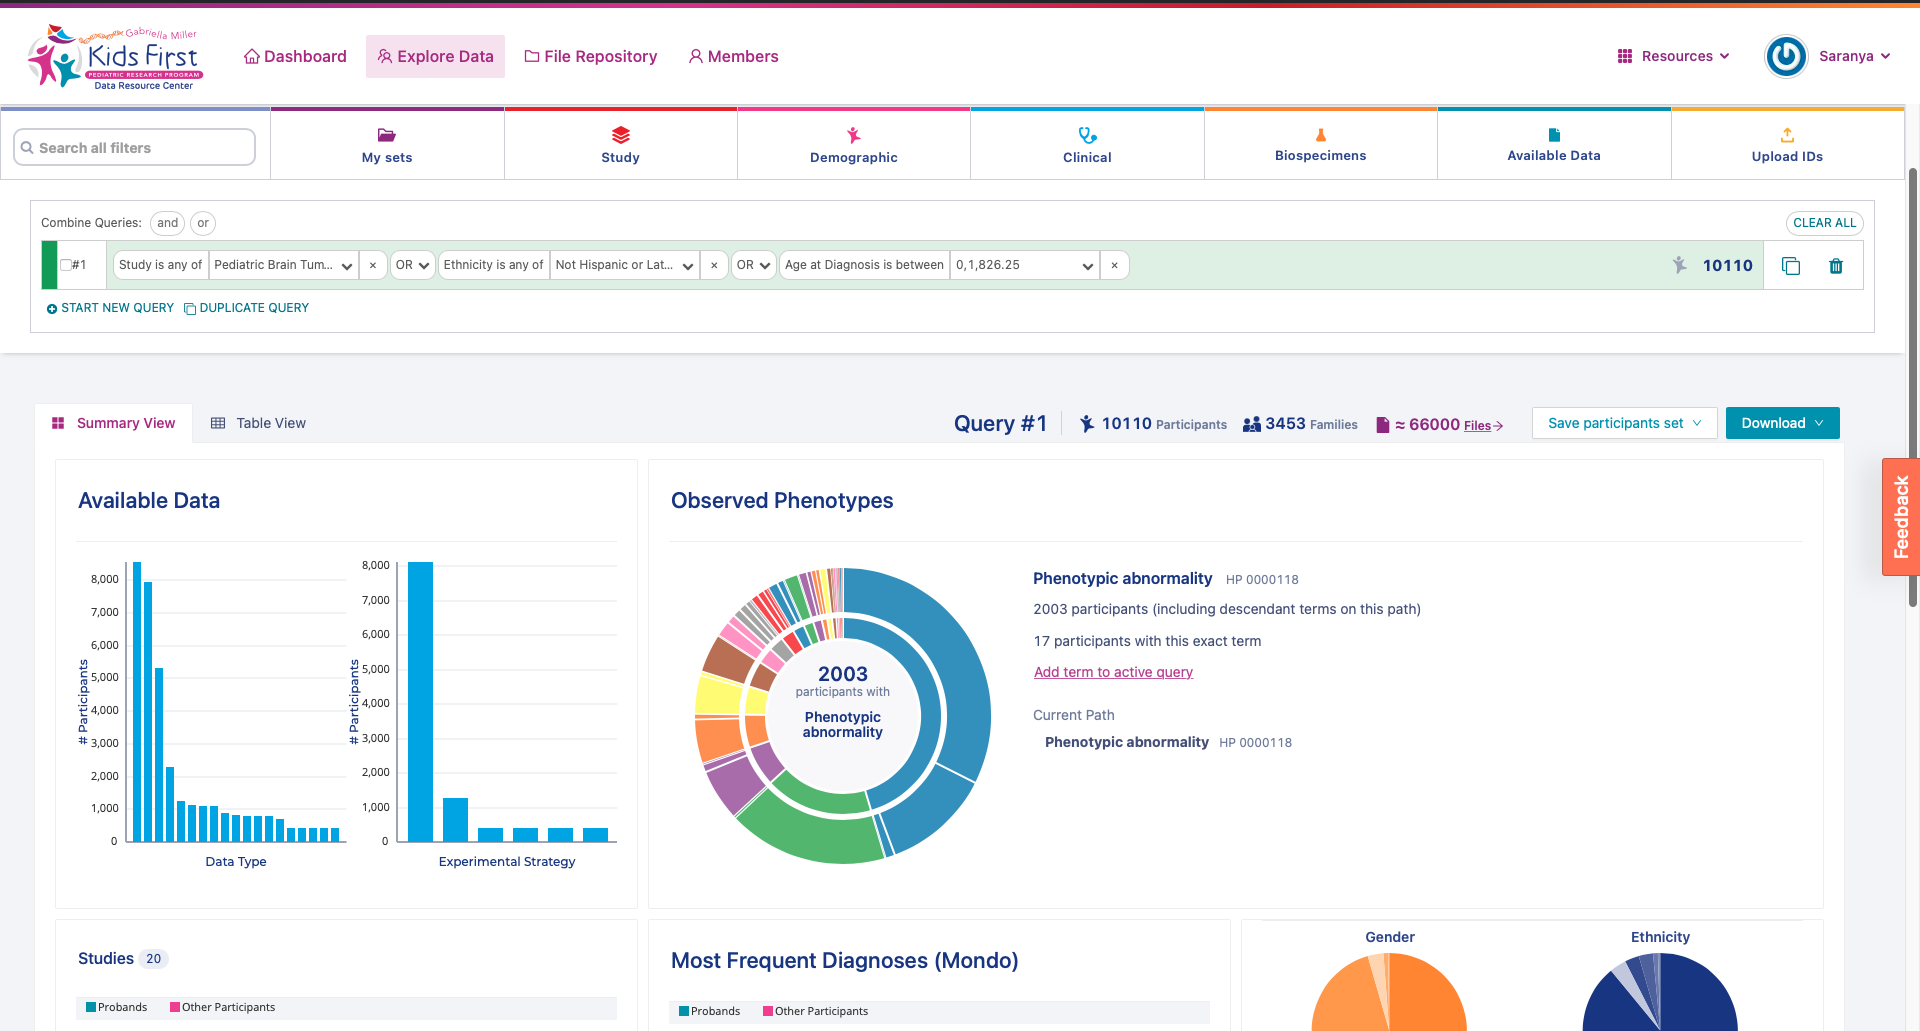 Gabriella Miller
Kids First
PEDIATRIC RESEARCH PROGRAM
Data Resource Center
Dashboard
Explore Data
File Repository
Members
Resources
Saranya
Search all filters
My sets
Study
Demographic
Clinical
Biospecimens
Available Data
Upload IDs
Combine Queries: and or
CLEAR ALL
#1 Study is any of Pediatric Brain Tum... × OR Ethnicity is any of Not Hispanic or Lat... × OR Age at Diagnosis is between 0,1,826.25 × 10110
START NEW QUERY DUPLICATE QUERY
Summary View
Table View
Query #1 10110 Participants 3453 Families ≈ 66000 Files
Save participants set
Download
Feedback
Available Data
# Participants
8,000
7,000
6,000
5,000
4,000
3,000
2,000
1,000
0
Data Type
# Participants
8,000
7,000
6,000
5,000
4,000
3,000
2,000
1,000
0
Experimental Strategy
Observed Phenotypes
2003
participants with
Phenotypic
abnormality
Phenotypic abnormality HP 0000118
2003 participants (including descendant terms on this path)
17 participants with this exact term
Add term to active query
Current Path
Phenotypic abnormality HP 0000118
Studies 20
Probands Other Participants
Most Frequent Diagnoses (Mondo)
Probands Other Participants
Gender
Ethnicity